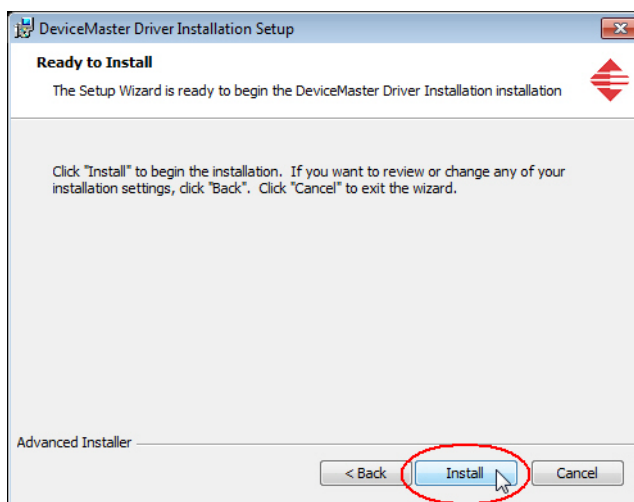 DeviceMaster Driver Installation Setup
Ready to Install
The Setup Wizard is ready to begin the DeviceMaster Driver Installation installation
Click "Install" to begin the installation. If you want to review or change any of your
installation settings, click "Back". Click "Cancel" to exit the wizard.
Advanced Installer
< Back Install Cancel